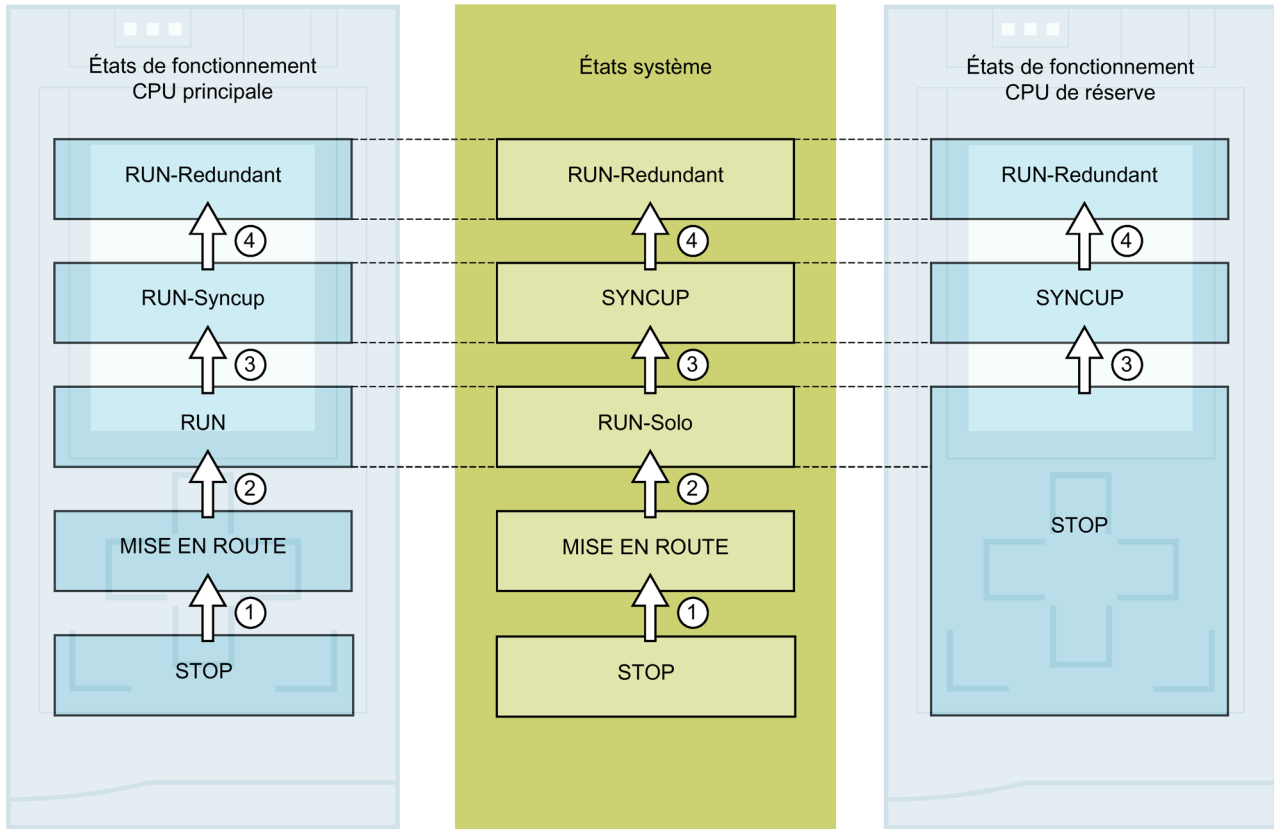 États de fonctionnement
CPU principale
RUN-Redundant
4
RUN-Syncup
3
RUN
2
MISE EN ROUTE
1
STOP
États système
RUN-Redundant
4
SYNCUP
3
RUN-Solo
2
MISE EN ROUTE
1
STOP
États de fonctionnement
CPU de réserve
RUN-Redundant
4
SYNCUP
3
STOP